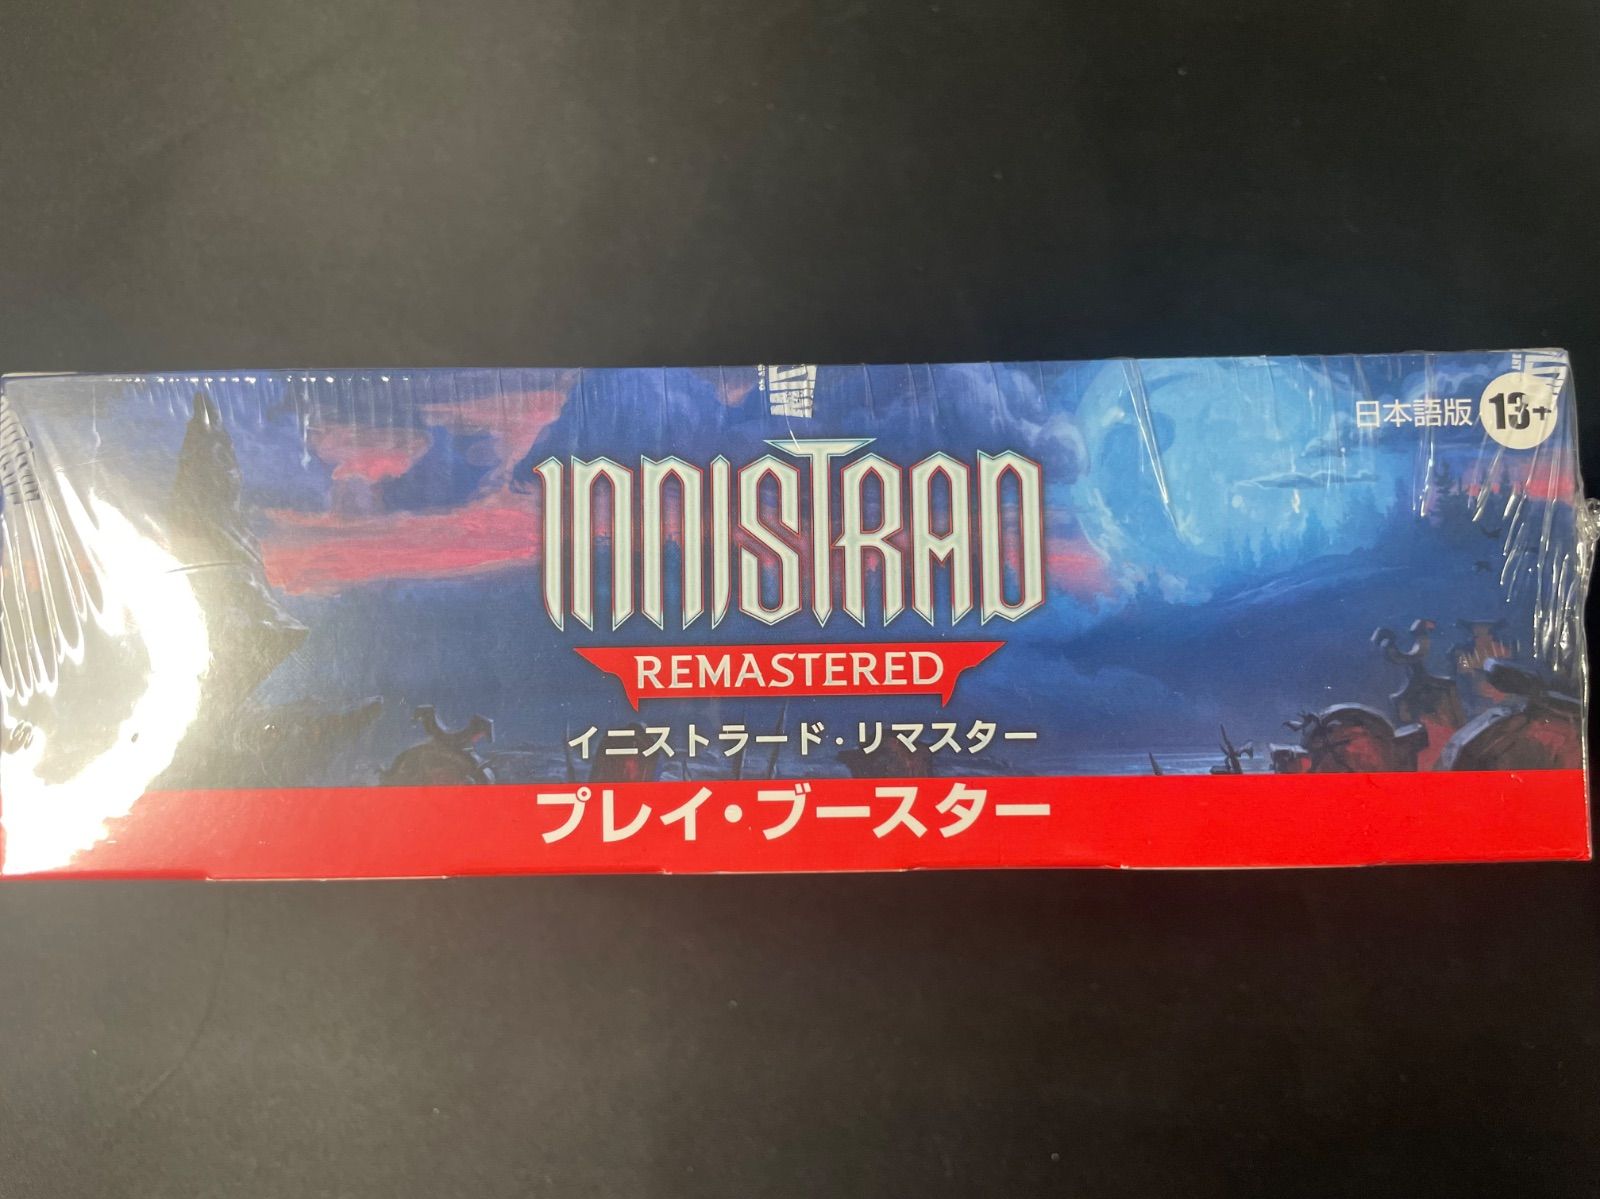 日本語版 13+
INNISTRAD
REMASTERED
イニストラード・リマスター
プレイ・ブースター